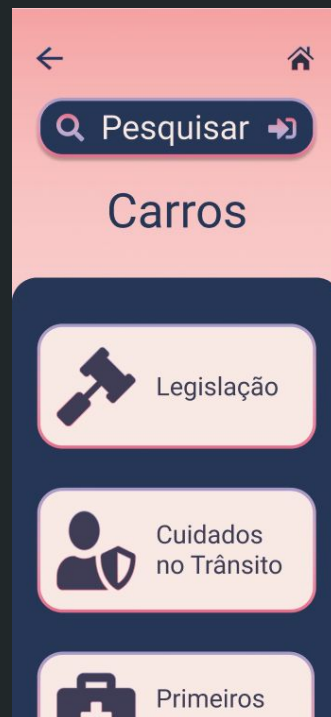 Pesquisar
Carros
Legislação
Cuidados
no Trânsito
Primeiros